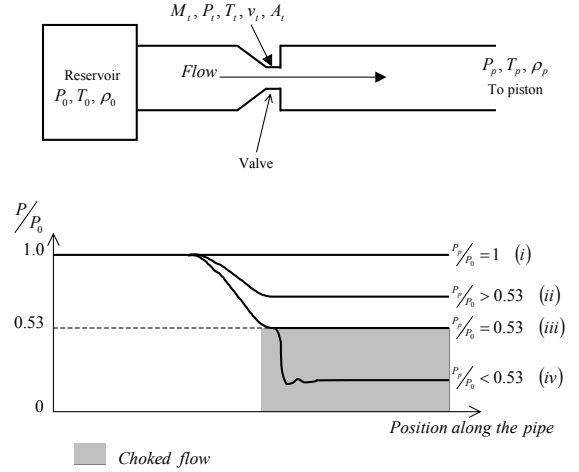 M_t, P_t, T_t, v_t, A_t
Reservoir
P_0, T_0, ρ_0
Flow
P_p, T_p, ρ_p
To piston
Valve
P/P_0
1.0
P_p/P_0 = 1 (i)
P_p/P_0 > 0.53 (ii)
0.53
P_p/P_0 = 0.53 (iii)
P_p/P_0 < 0.53 (iv)
0
Position along the pipe
Choked flow